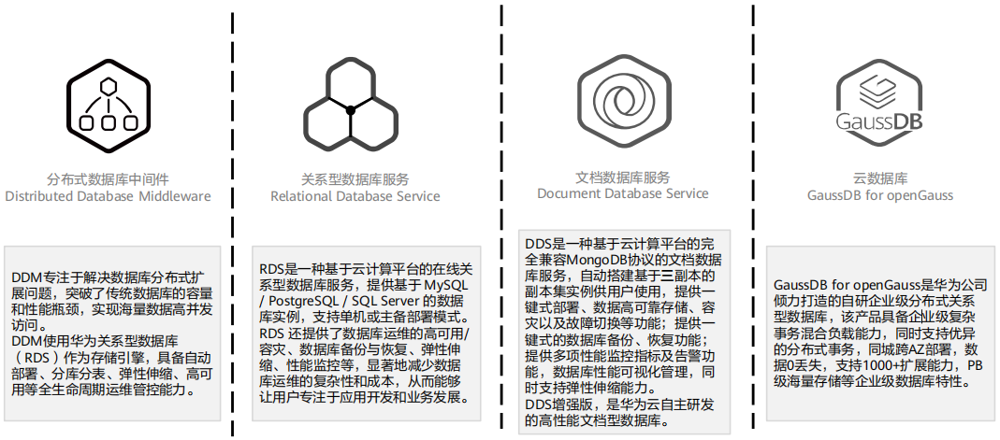 分布式数据库中间件
Distributed Database Middleware
DDM专注于解决数据库分布式扩
展问题，突破了传统数据库的容量
和性能瓶颈，实现海量数据高并发
访问。
DDM使用华为关系型数据库
（RDS）作为存储引擎，具备自动
部署、分库分表、弹性伸缩、高可
用等全生命周期运维管控能力。
关系型数据库服务
Relational Database Service
RDS是一种基于云计算平台的在线关
系型数据库服务，提供基于 MySQL
/ PostgreSQL / SQL Server 的数据
库实例，支持单机或主备部署模式。
RDS 还提供了数据库运维的高可用/
容灾、数据库备份与恢复、弹性伸
缩、性能监控等，显著地减少数据
库运维的复杂性和成本，从而能够
让用户专注于应用开发和业务发展。
文档数据库服务
Document Database Service
DDS是一种基于云计算平台的完
全兼容MongoDB协议的文档数据
库服务，自动搭建基于三副本的
副本集实例供用户使用，提供一
键式部署、数据高可靠存储、容
灾以及故障切换等功能；提供一
键式的数据库备份、恢复功能；
提供多项性能监控指标及告警功
能，数据库性能可视化管理，同
时支持弹性伸缩能力。
DDS增强版，是华为云自主研发
的高性能文档型数据库。
GaussDB
云数据库
GaussDB for openGauss
GaussDB for openGauss是华为公司
倾力打造的自研企业级分布式关系
型数据库，该产品具备企业级复杂
事务混合负载能力，同时支持优异
的分布式事务，同城跨AZ部署，数
据0丢失，支持1000+扩展能力，PB
级海量存储等企业级数据库特性。